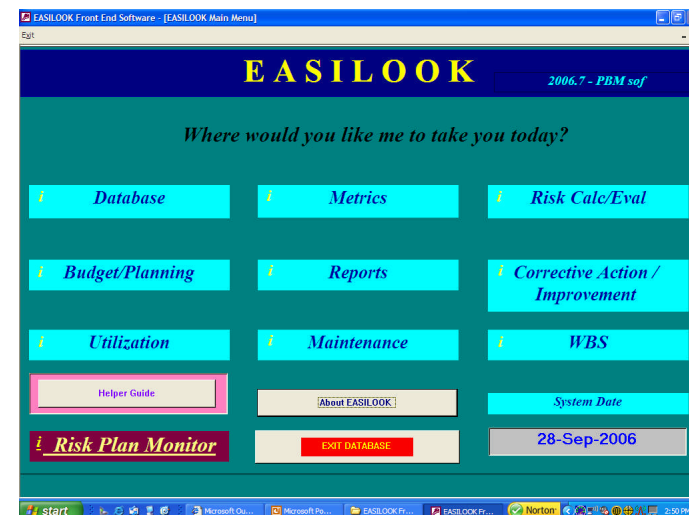 EASILOOK Front End Software - [EASILOOK Main Menu]
Exit
EASILOOK
2006.7 - PBM sof
Where would you like me to take you today?
i Database
i Metrics
i Risk Calc/Eval
i Budget/Planning
i Reports
i Corrective Action /
Improvement
i Utilization
i Maintenance
i WBS
Helper Guide
About EASILOOK
System Date
i Risk Plan Monitor
EXIT DATABASE
28-Sep-2006
start
Microsoft Ou...
Microsoft Po...
EASILOOK Fr...
EASILOOK Fr...
Norton
2:50 PM